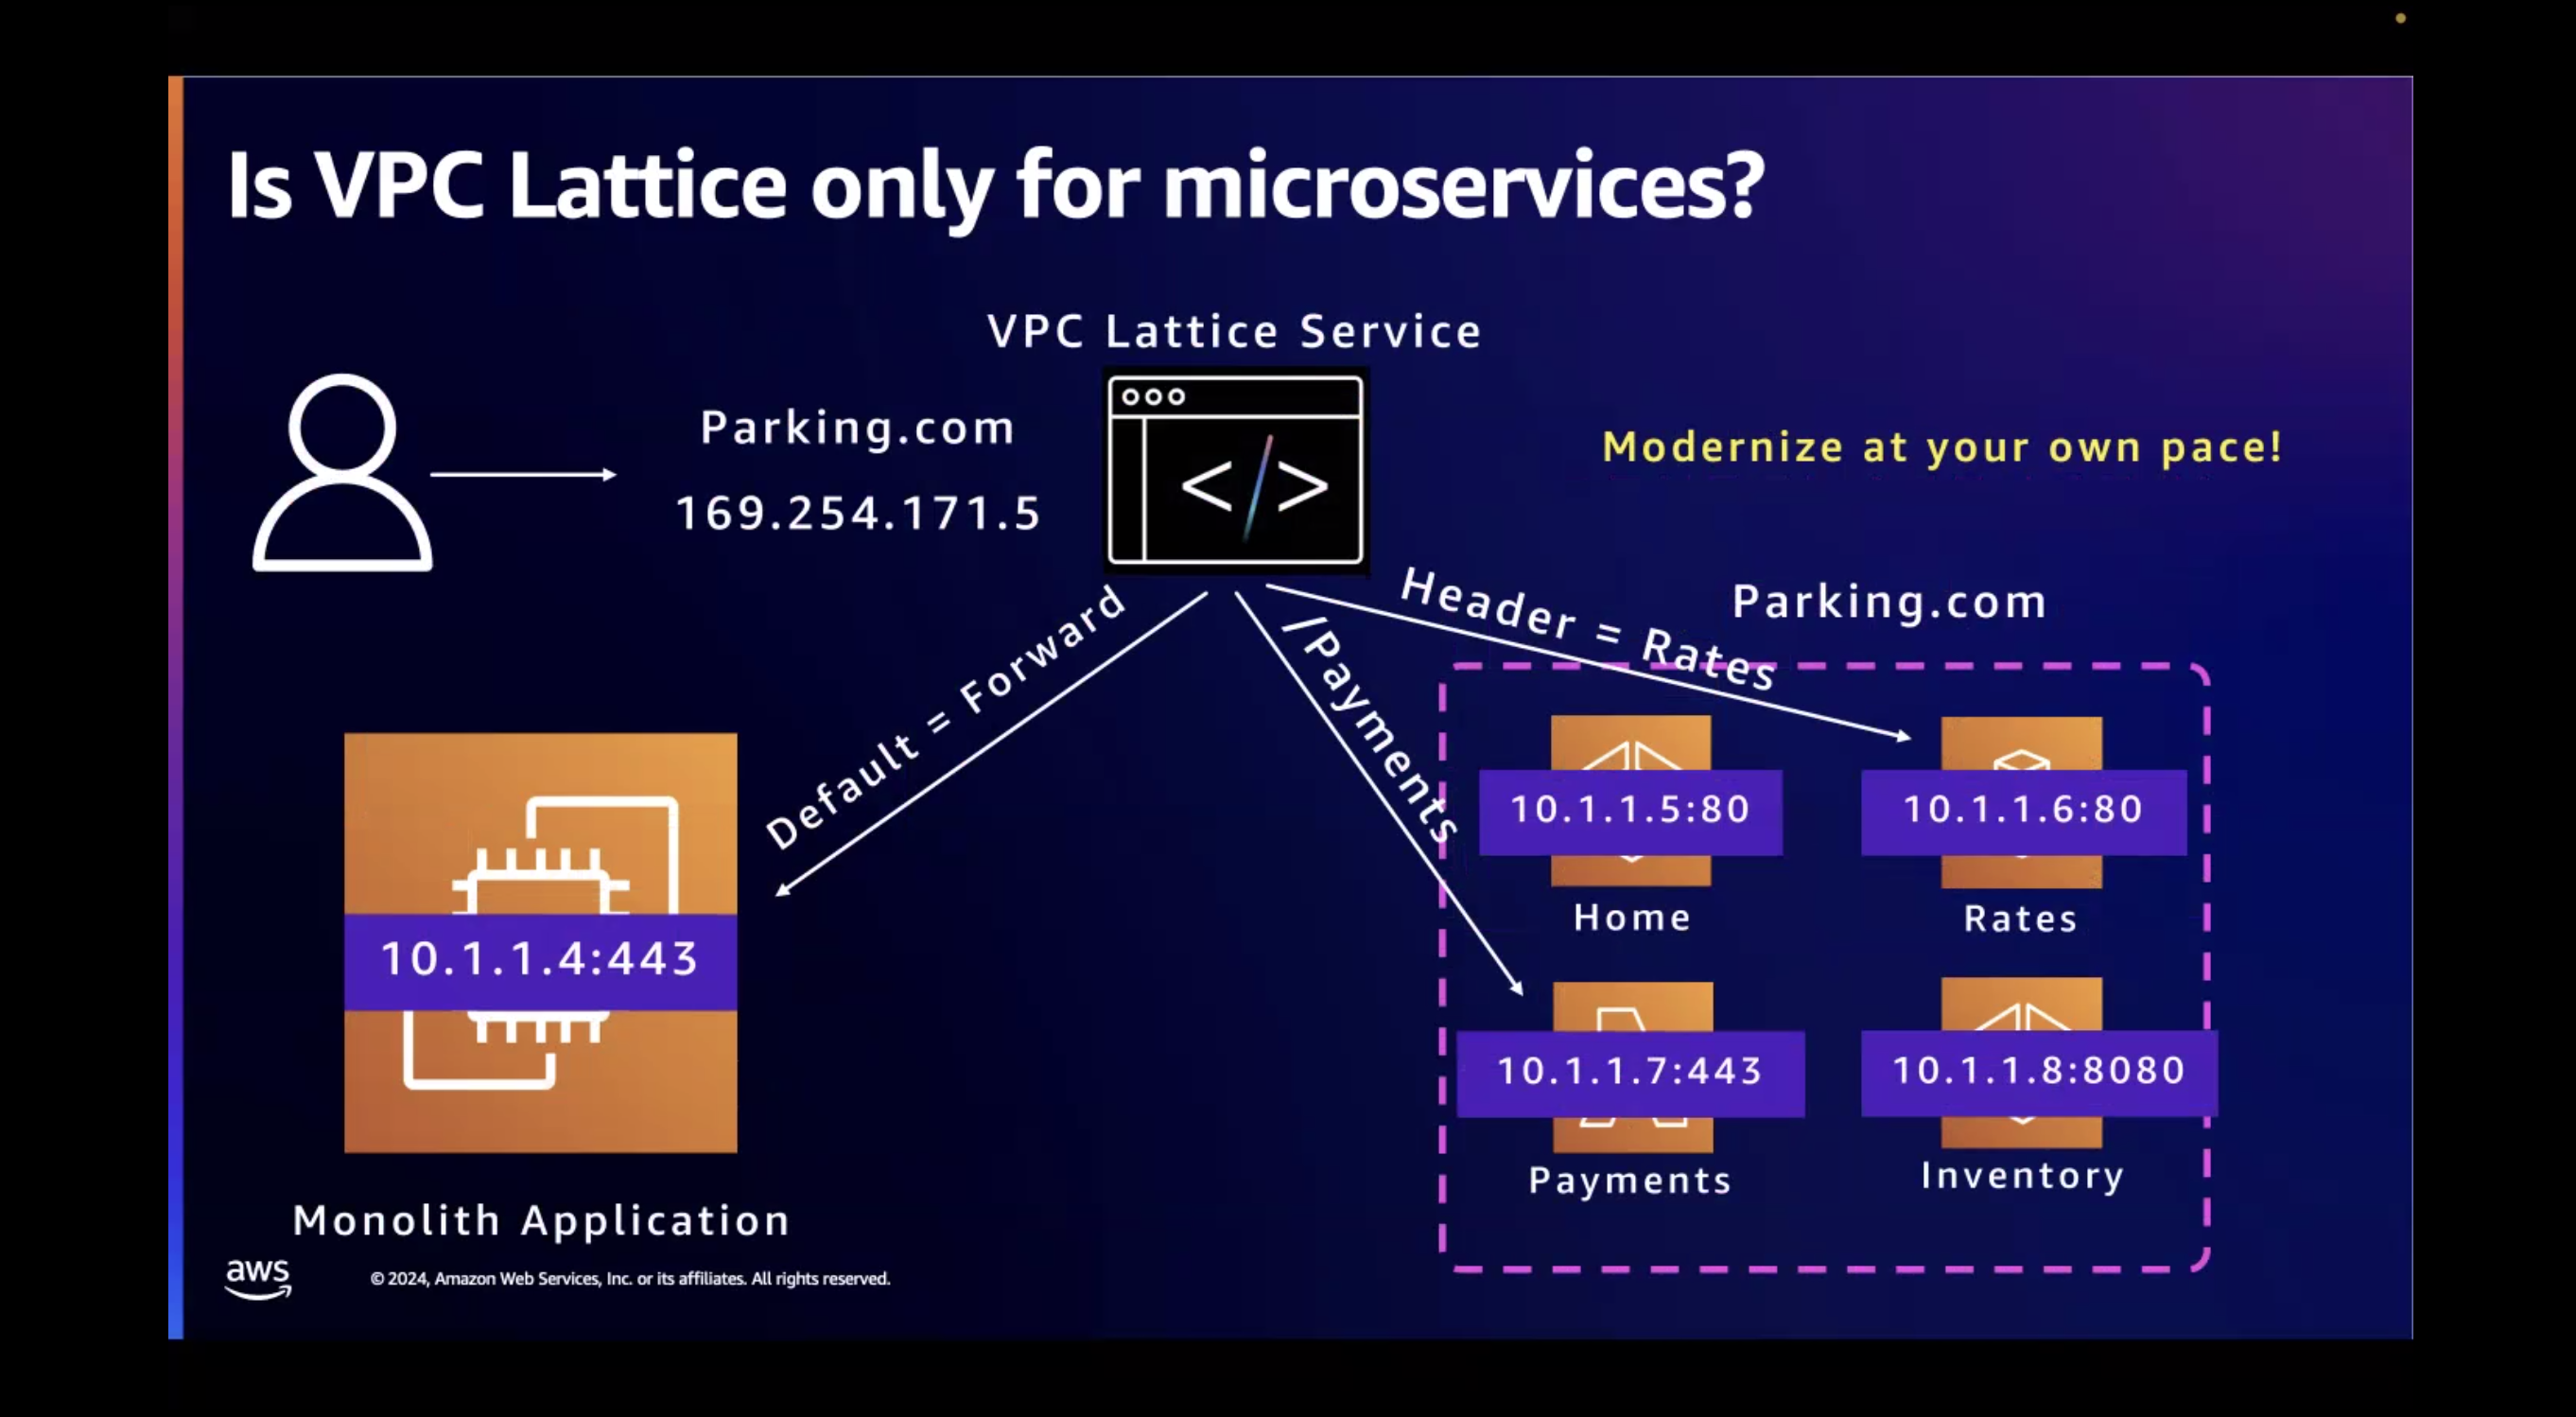 Is VPC Lattice only for microservices?
VPC Lattice Service
Parking.com
169.254.171.5
</>
Modernize at your own pace!
Default = Forward
/Payments
Header = Rates
Parking.com
10.1.1.4:443
Monolith Application
10.1.1.5:80
Home
10.1.1.6:80
Rates
10.1.1.7:443
Payments
10.1.1.8:8080
Inventory
aws
© 2024, Amazon Web Services, Inc. or its affiliates. All rights reserved.